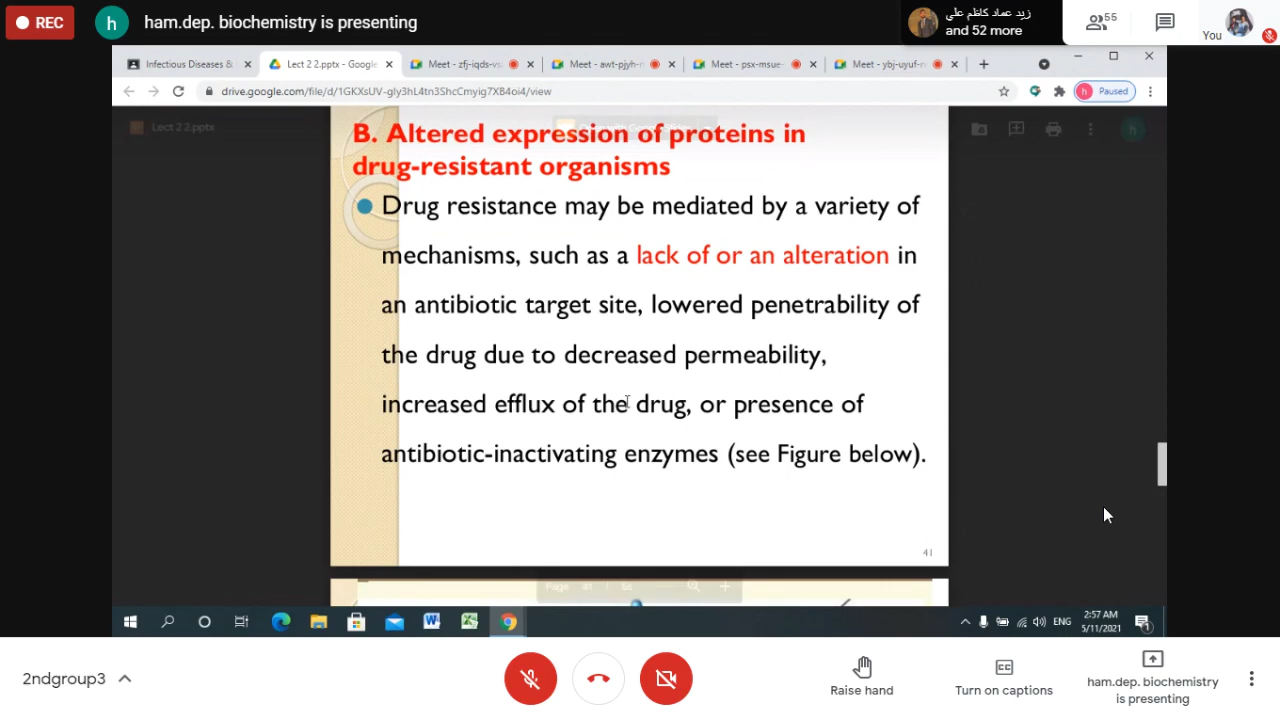 REC
h
ham.dep. biochemistry is presenting
زيد عماد كاظم علي
and 52 more
55
You
Infectious Diseases &
Lect 2 2.pptx - Google
Meet - zfj-iqds-vs
Meet - awt-pjyh-
Meet - psx-msue-
Meet - ybj-uyuf-
drive.google.com/file/d/1GKXsUV-gly3hL4tn3ShcCmyig7XB4oi4/view
h
Paused
Lect 2 2.pptx
h
B. Altered expression of proteins in
drug-resistant organisms
Drug resistance may be mediated by a variety of
mechanisms, such as a lack of or an alteration in
an antibiotic target site, lowered penetrability of
the drug due to decreased permeability,
increased efflux of the drug, or presence of
antibiotic-inactivating enzymes (see Figure below).
41
Page
ENG
2:57 AM
5/11/2021
1
2ndgroup3
Raise hand
Turn on captions
ham.dep. biochemistry
is presenting